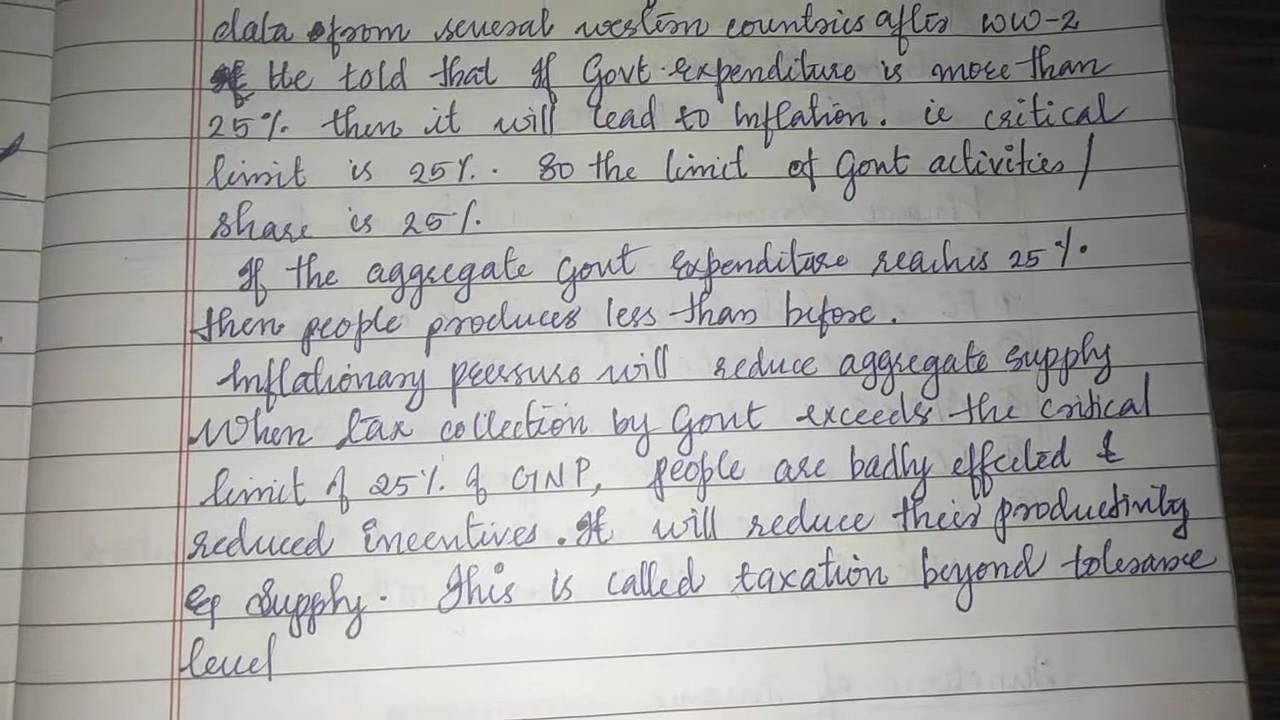 data from several western countries after WW-2
He told that If Govt. expenditure is more than
25% then it will lead to Inflation. ie critical
limit is 25%. So the limit of Govt activities /
share is 25%.
If the aggregate Govt Expenditure reaches 25%.
then people produces less than before.
Inflationary pressure will reduce aggregate supply
When tax collection by Govt exceeds the critical
limit of 25% of GNP, people are badly effected &
reduced incentives. It will reduce their productivity
& Supply. This is called taxation beyond tolerance
level